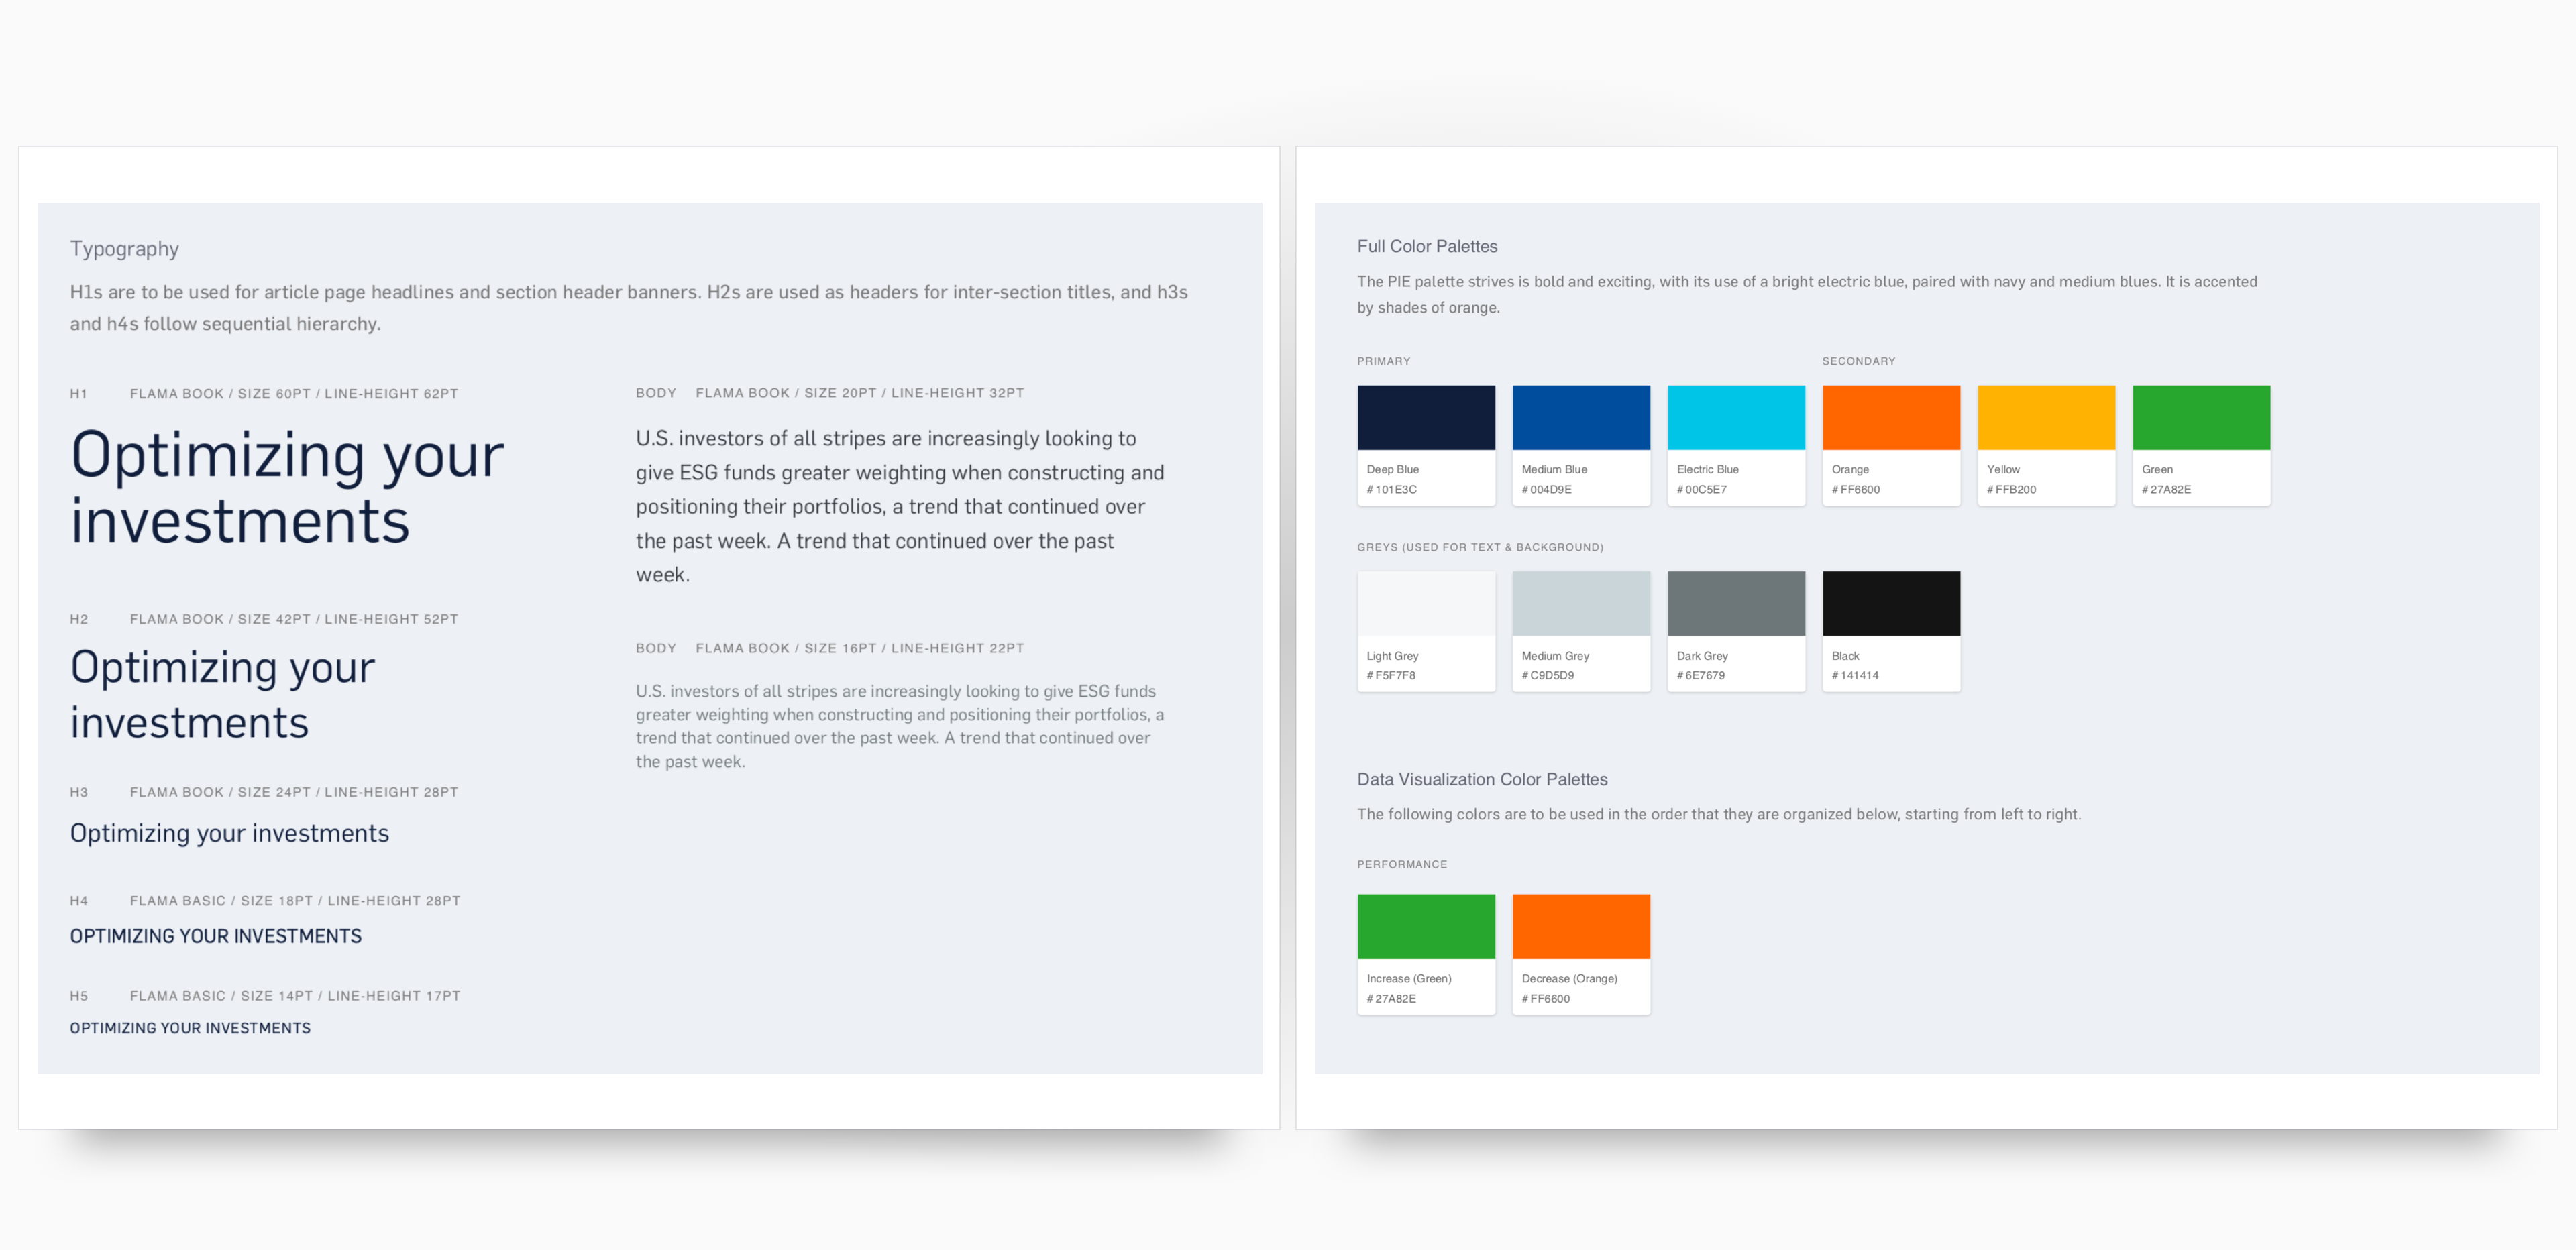 Typography
H1s are to be used for article page headlines and section header banners. H2s are used as headers for inter-section titles, and h3s
and h4s follow sequential hierarchy.
H1 FLAMA BOOK / SIZE 60PT / LINE-HEIGHT 62PT
Optimizing your
investments
H2 FLAMA BOOK / SIZE 42PT / LINE-HEIGHT 52PT
Optimizing your
investments
H3 FLAMA BOOK / SIZE 24PT / LINE-HEIGHT 28PT
Optimizing your investments
H4 FLAMA BASIC / SIZE 18PT / LINE-HEIGHT 28PT
OPTIMIZING YOUR INVESTMENTS
H5 FLAMA BASIC / SIZE 14PT / LINE-HEIGHT 17PT
OPTIMIZING YOUR INVESTMENTS
BODY FLAMA BOOK / SIZE 20PT / LINE-HEIGHT 32PT
U.S. investors of all stripes are increasingly looking to
give ESG funds greater weighting when constructing and
positioning their portfolios, a trend that continued over
the past week. A trend that continued over the past
week.
BODY FLAMA BOOK / SIZE 16PT / LINE-HEIGHT 22PT
U.S. investors of all stripes are increasingly looking to give ESG funds
greater weighting when constructing and positioning their portfolios, a
trend that continued over the past week. A trend that continued over
the past week.
Full Color Palettes
The PIE palette strives is bold and exciting, with its use of a bright electric blue, paired with navy and medium blues. It is accented
by shades of orange.
PRIMARY SECONDARY
Deep Blue Medium Blue Electric Blue Orange Yellow Green
# 101E3C # 004D9E # 00C5E7 # FF6600 # FFB200 # 27A82E
GREYS (USED FOR TEXT & BACKGROUND)
Light Grey Medium Grey Dark Grey Black
# F5F7F8 # C9D5D9 # 6E7679 # 141414
Data Visualization Color Palettes
The following colors are to be used in the order that they are organized below, starting from left to right.
PERFORMANCE
Increase (Green) Decrease (Orange)
# 27A82E # FF6600